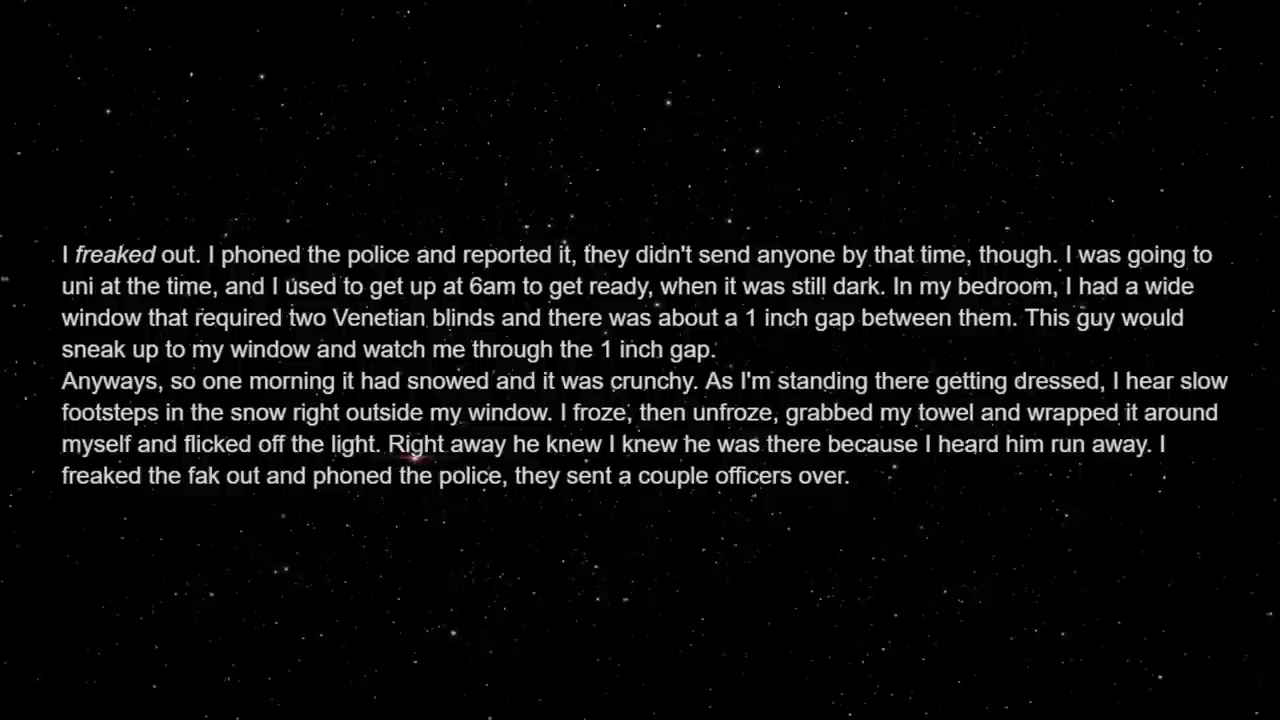 I freaked out. I phoned the police and reported it, they didn't send anyone by that time, though. I was going to
uni at the time, and I used to get up at 6am to get ready, when it was still dark. In my bedroom, I had a wide
window that required two Venetian blinds and there was about a 1 inch gap between them. This guy would
sneak up to my window and watch me through the 1 inch gap.
Anyways, so one morning it had snowed and it was crunchy. As I'm standing there getting dressed, I hear slow
footsteps in the snow right outside my window. I froze, then unfroze, grabbed my towel and wrapped it around
myself and flicked off the light. Right away he knew I knew he was there because I heard him run away. I
freaked the fak out and phoned the police, they sent a couple officers over.